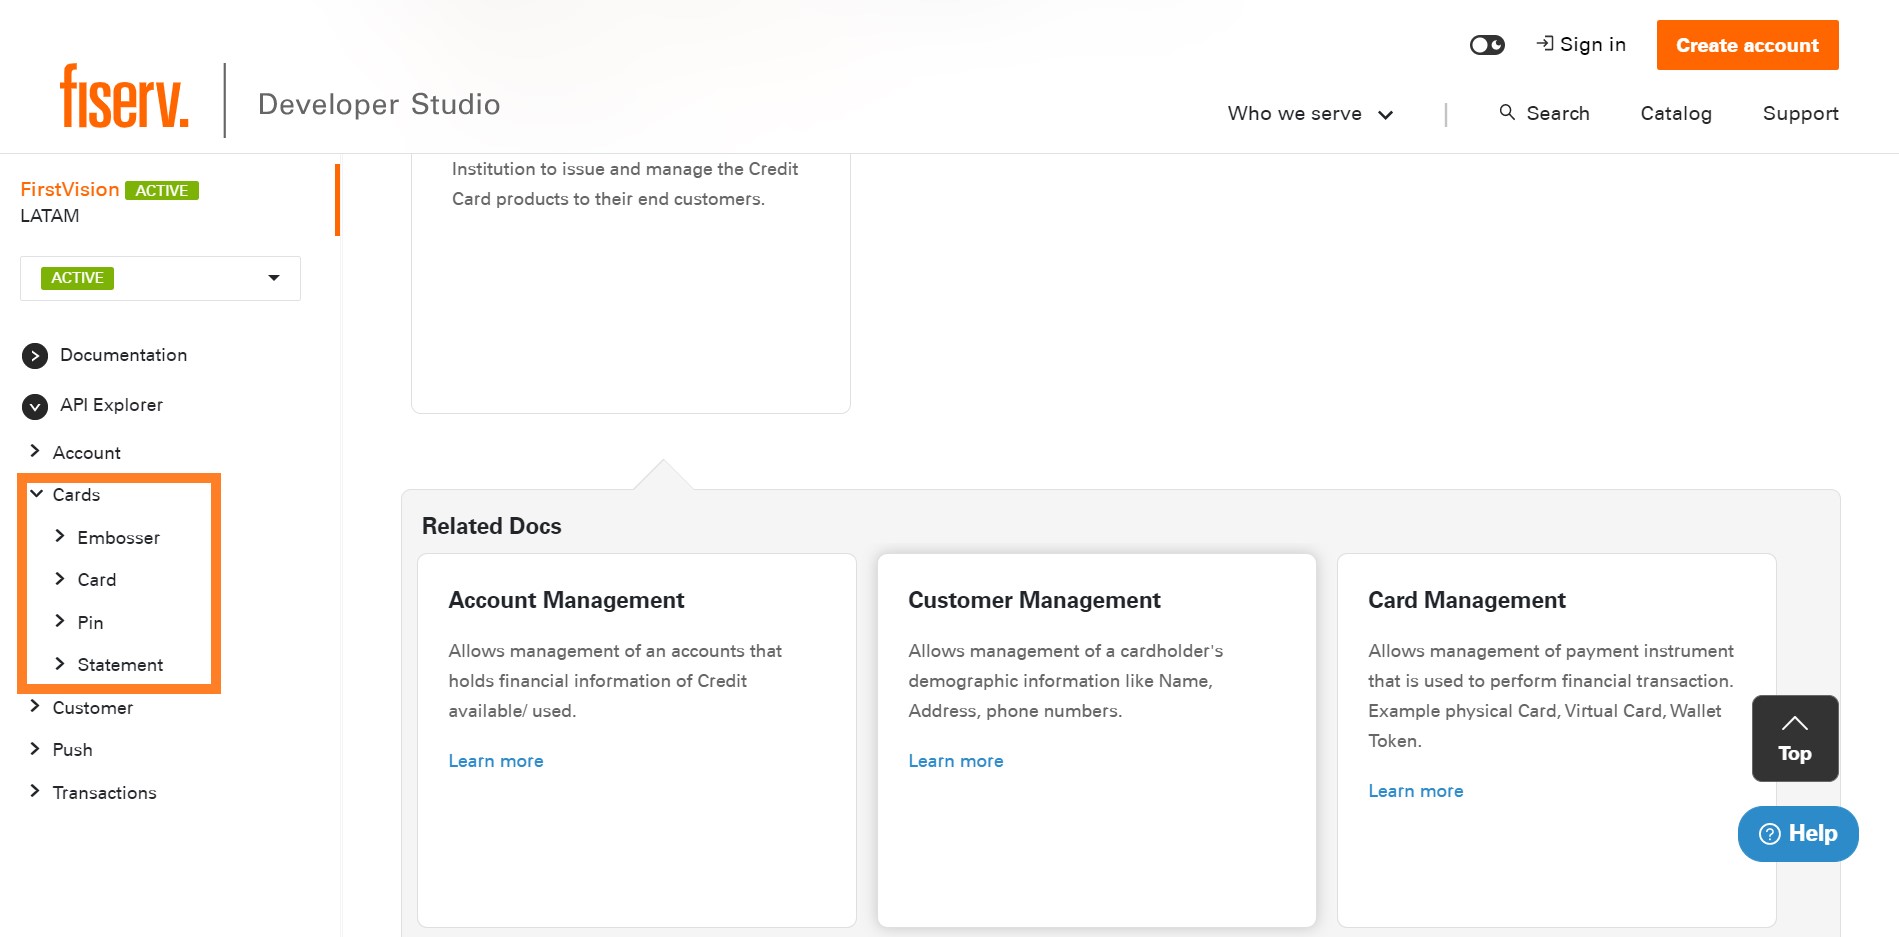 Sign in
Create account
fiserv.
Developer Studio
Who we serve
|
Search
Catalog
Support
FirstVision ACTIVE
LATAM
ACTIVE
Documentation
API Explorer
Account
Cards
Embosser
Card
Pin
Statement
Customer
Push
Transactions
Institution to issue and manage the Credit
Card products to their end customers.
Related Docs
Account Management
Allows management of an accounts that
holds financial information of Credit
available/ used.
Learn more
Customer Management
Allows management of a cardholder's
demographic information like Name,
Address, phone numbers.
Learn more
Card Management
Allows management of payment instrument
that is used to perform financial transaction.
Example physical Card, Virtual Card, Wallet
Token.
Learn more
Top
Help